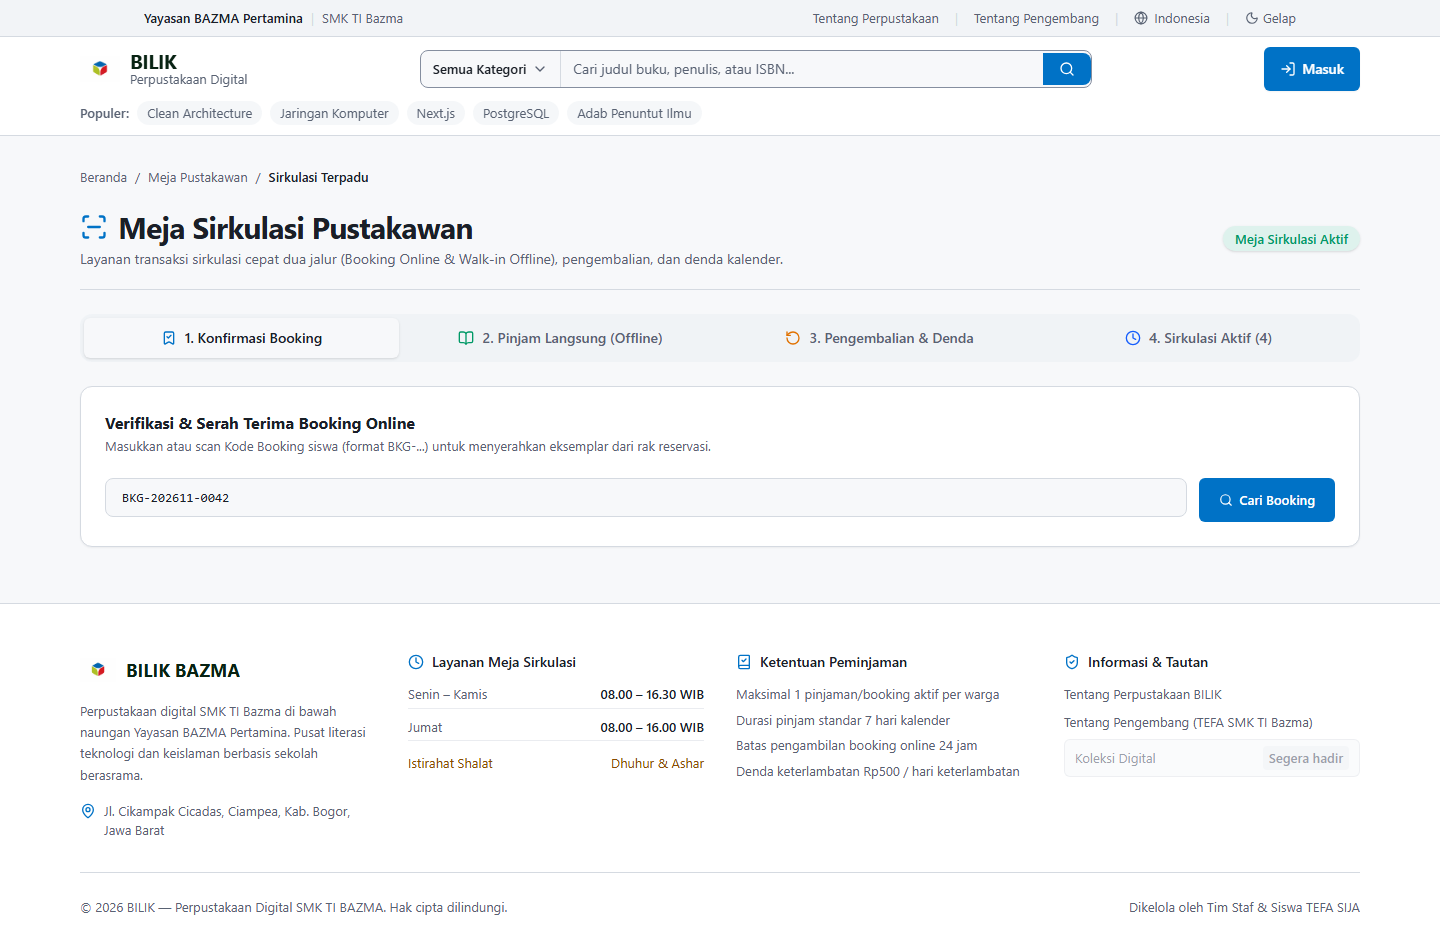 Yayasan BAZMA Pertamina | SMK TI Bazma
Tentang Perpustakaan | Tentang Pengembang | Indonesia | Gelap
BILIK
Perpustakaan Digital
Semua Kategori
Cari judul buku, penulis, atau ISBN...
Masuk
Populer: Clean Architecture Jaringan Komputer Next.js PostgreSQL Adab Penuntut Ilmu
Beranda / Meja Pustakawan / Sirkulasi Terpadu
Meja Sirkulasi Pustakawan
Layanan transaksi sirkulasi cepat dua jalur (Booking Online & Walk-in Offline), pengembalian, dan denda kalender.
Meja Sirkulasi Aktif
1. Konfirmasi Booking
2. Pinjam Langsung (Offline)
3. Pengembalian & Denda
4. Sirkulasi Aktif (4)
Verifikasi & Serah Terima Booking Online
Masukkan atau scan Kode Booking siswa (format BKG-...) untuk menyerahkan eksemplar dari rak reservasi.
BKG-202611-0042
Cari Booking
BILIK BAZMA
Perpustakaan digital SMK TI Bazma di bawah
naungan Yayasan BAZMA Pertamina. Pusat literasi
teknologi dan keislaman berbasis sekolah
berasrama.
Jl. Cikampak Cicadas, Ciampea, Kab. Bogor,
Jawa Barat
Layanan Meja Sirkulasi
Senin – Kamis 08.00 – 16.30 WIB
Jumat 08.00 – 16.00 WIB
Istirahat Shalat Dhuhur & Ashar
Ketentuan Peminjaman
Maksimal 1 pinjaman/booking aktif per warga
Durasi pinjam standar 7 hari kalender
Batas pengambilan booking online 24 jam
Denda keterlambatan Rp500 / hari keterlambatan
Informasi & Tautan
Tentang Perpustakaan BILIK
Tentang Pengembang (TEFA SMK TI Bazma)
Koleksi Digital Segera hadir
© 2026 BILIK — Perpustakaan Digital SMK TI BAZMA. Hak cipta dilindungi.
Dikelola oleh Tim Staf & Siswa TEFA SIJA